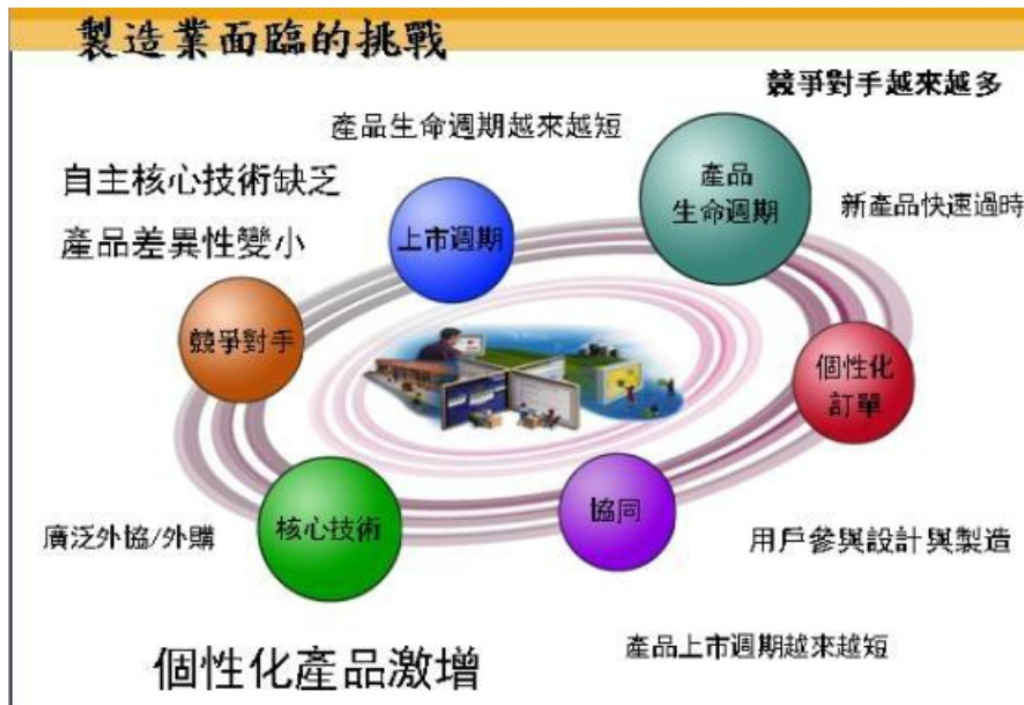 製造業面臨的挑戰
競爭對手越來越多
產品生命週期越來越短
自主核心技術缺乏
產品
生命週期
新產品快速過時
上市週期
產品差異性變小
競爭對手
個性化
訂單
核心技術
協同
廣泛外協/外購
用戶參與設計與製造
產品上市週期越來越短
個性化產品激增